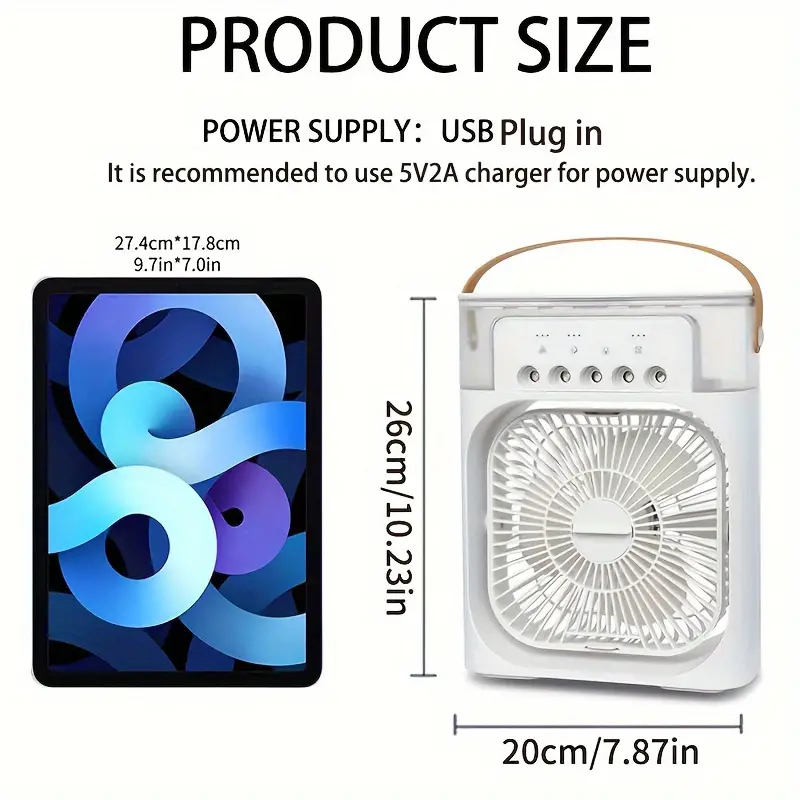 PRODUCT SIZE
POWER SUPPLY： USB Plug in
It is recommended to use 5V2A charger for power supply.
27.4cm*17.8cm
9.7in*7.0in
26cm/10.23in
20cm/7.87in